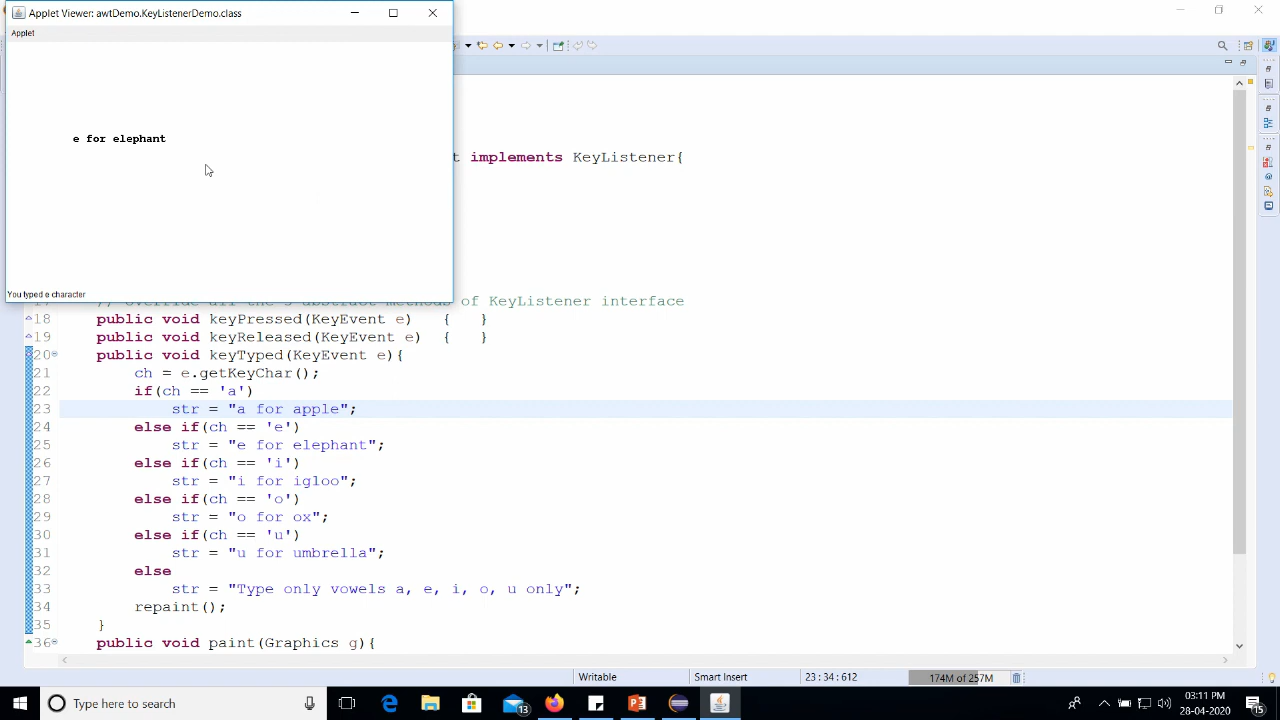 Applet Viewer: awtDemo.KeyListenerDemo.class
Applet
e for elephant
t implements KeyListener{
You typed e character
of KeyListener interface
18 public void keyPressed(KeyEvent e) { }
19 public void keyReleased(KeyEvent e) { }
20 public void keyTyped(KeyEvent e){
21 ch = e.getKeyChar();
22 if(ch == 'a')
23 str = "a for apple";
24 else if(ch == 'e')
25 str = "e for elephant";
26 else if(ch == 'i')
27 str = "i for igloo";
28 else if(ch == 'o')
29 str = "o for ox";
30 else if(ch == 'u')
31 str = "u for umbrella";
32 else
33 str = "Type only vowels a, e, i, o, u only";
34 repaint();
35 }
36 public void paint(Graphics g){
Writable Smart Insert 23 : 34 : 612 174M of 257M
Type here to search 13 03:11 PM
28-04-2020 15